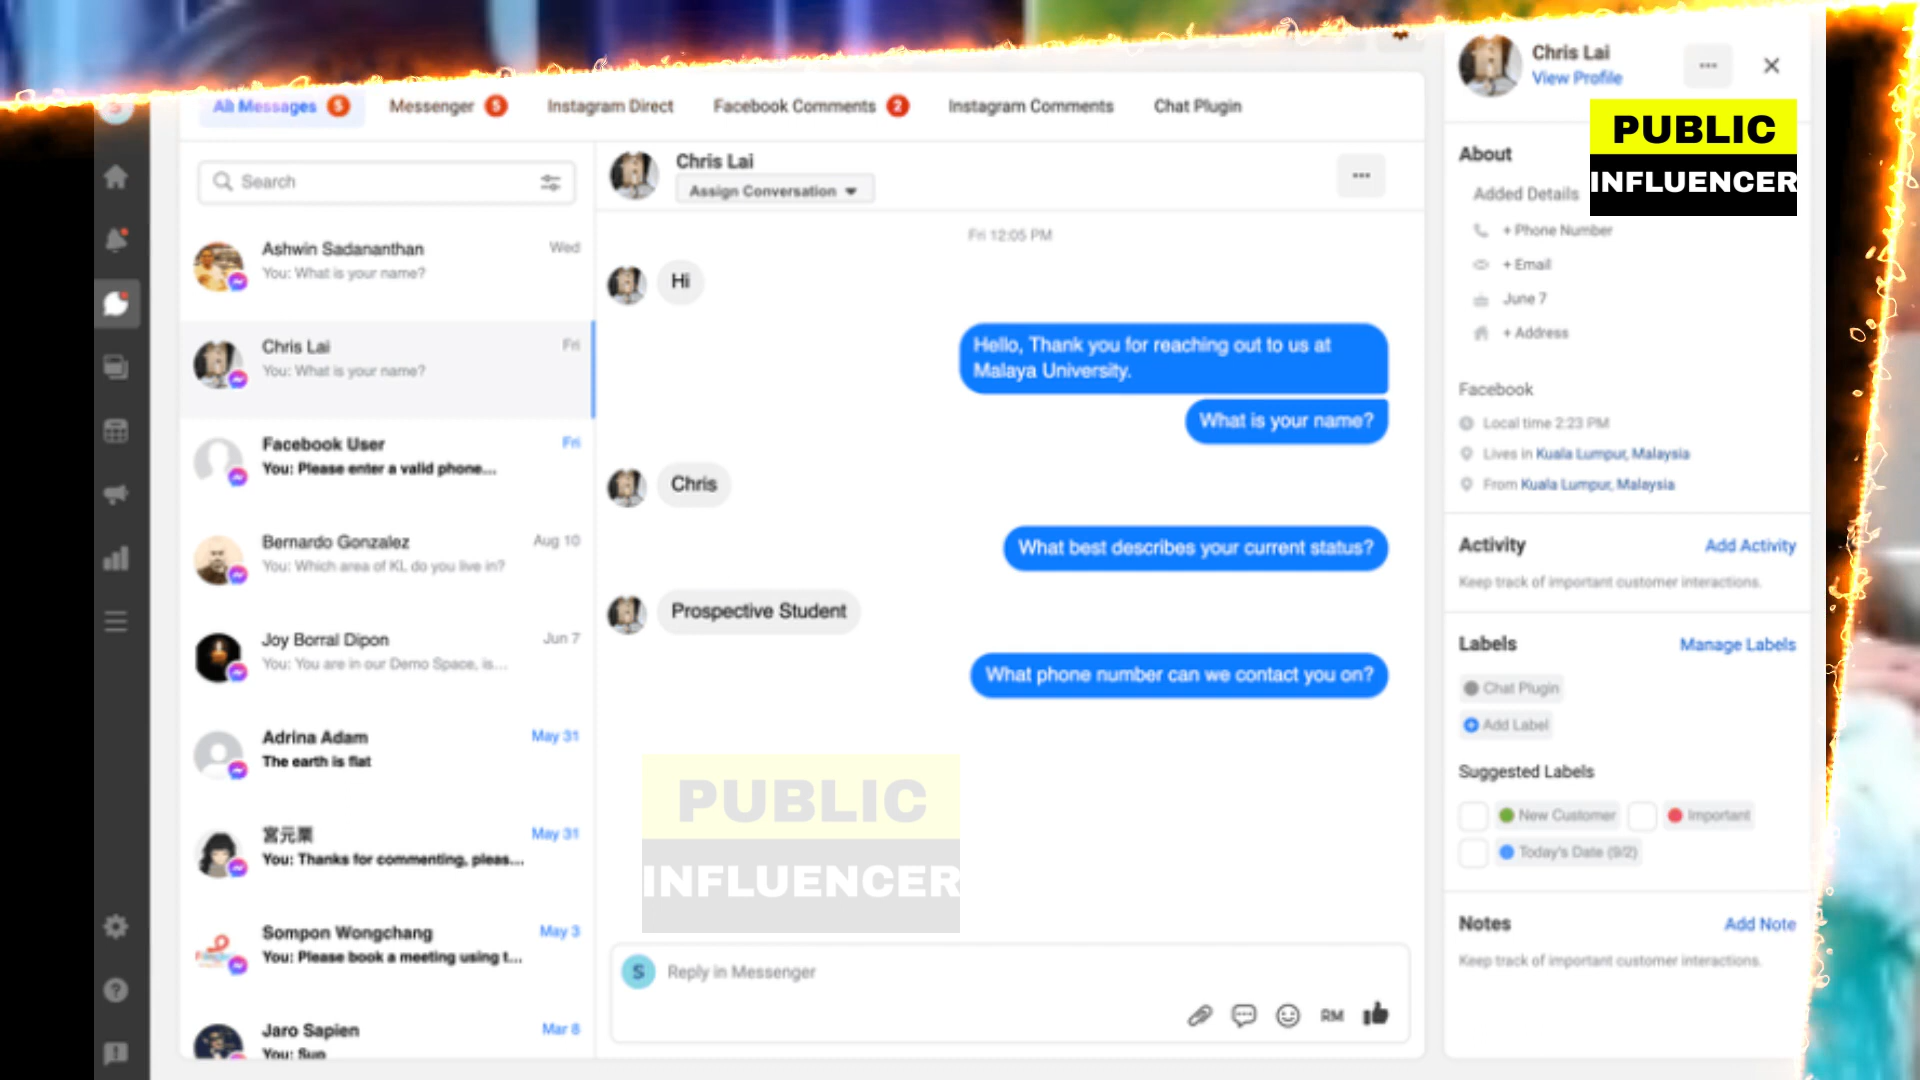 All Messages 5
Messenger 5
Instagram Direct
Facebook Comments 2
Instagram Comments
Chat Plugin
Search
Ashwin Sadananthan Wed
You: What is your name?
Chris Lai Fri
You: What is your name?
Facebook User Fri
You: Please enter a valid phone...
Bernardo Gonzalez Aug 10
You: Which area of KL do you live in?
Joy Borral Dipon Jun 7
You: You are in our Demo Space, is...
Adrina Adam May 31
The earth is flat
宮元栗 May 31
You: Thanks for commenting, pleas...
Sompon Wongchang May 3
You: Please book a meeting using t...
Jaro Sapien Mar 8
You: Sup
Chris Lai
Assign Conversation
Fri 12:05 PM
Hi
Hello, Thank you for reaching out to us at
Malaya University.
What is your name?
Chris
What best describes your current status?
Prospective Student
What phone number can we contact you on?
PUBLIC
INFLUENCER
S Reply in Messenger
RM
Chris Lai
View Profile
PUBLIC
INFLUENCER
About
Added Details
+ Phone Number
+ Email
June 7
+ Address
Facebook
Local time 2:23 PM
Lives in Kuala Lumpur, Malaysia
From Kuala Lumpur, Malaysia
Activity Add Activity
Keep track of important customer interactions.
Labels Manage Labels
Chat Plugin
Add Label
Suggested Labels
New Customer Important
Today's Date (9/2)
Notes Add Note
Keep track of important customer interactions.